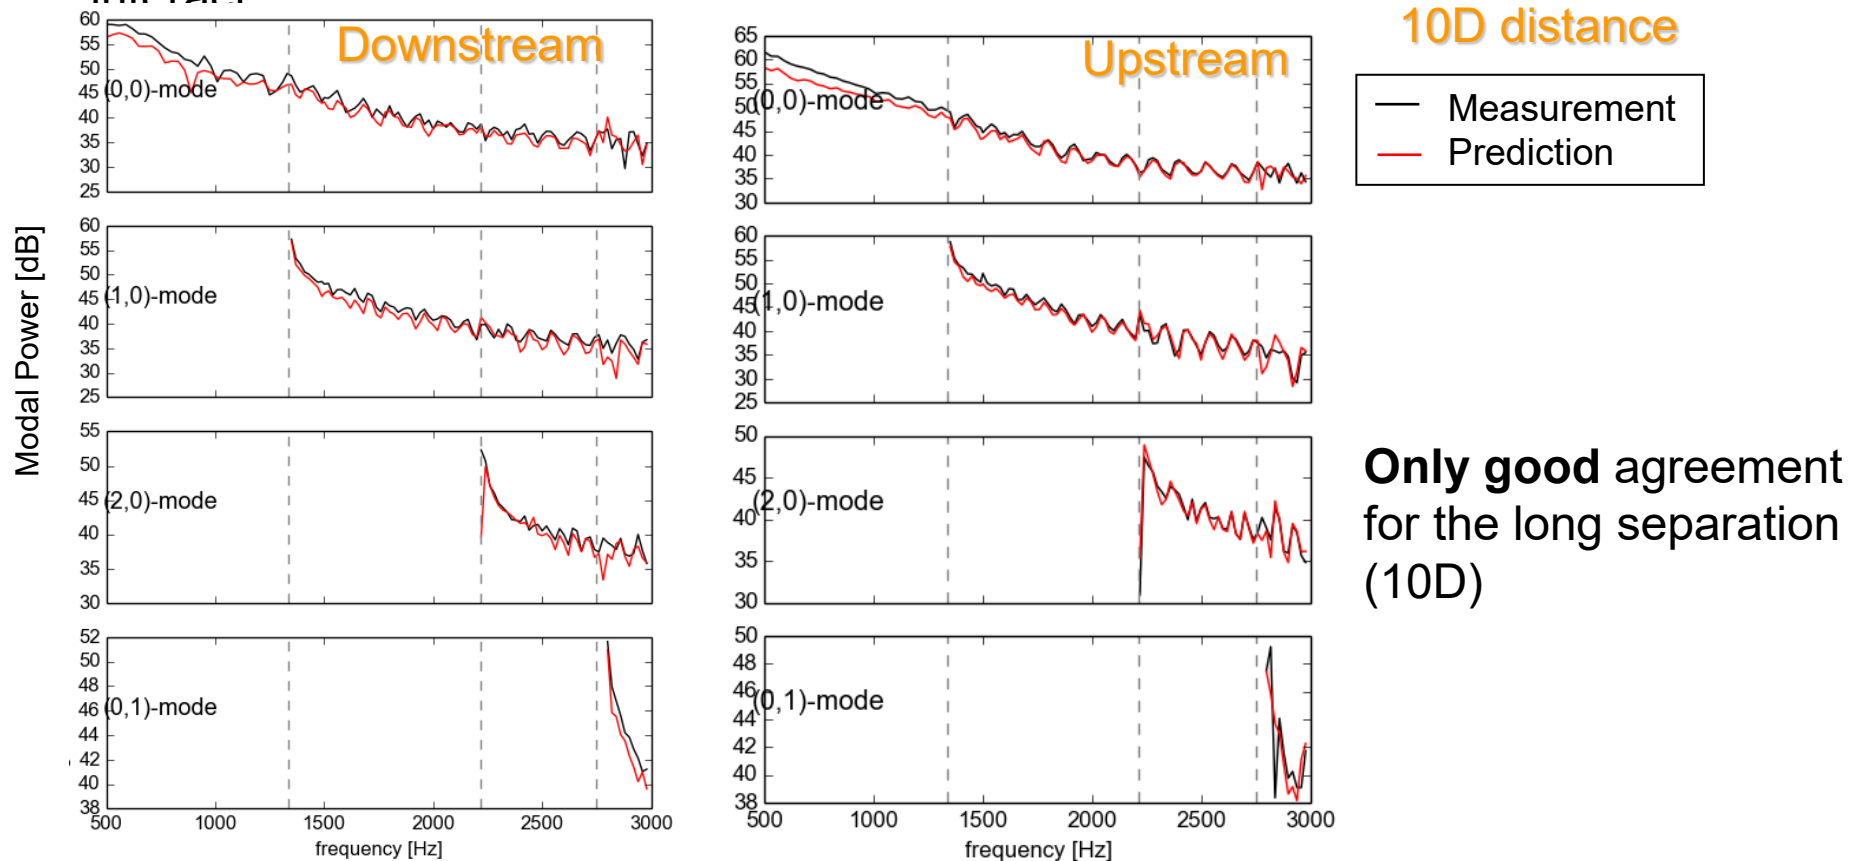 Downstream
Upstream
10D distance
Measurement
Prediction
Modal Power [dB]
60
55
50
45
40
35
30
25
(0,0)-mode
65
60
55
50
45
40
35
30
(0,0)-mode
60
55
50
45
40
35
30
25
(1,0)-mode
60
55
50
45
40
35
30
25
(1,0)-mode
55
50
45
40
35
30
(2,0)-mode
50
45
40
35
30
(2,0)-mode
Only good agreement
for the long separation
(10D)
52
50
48
46
44
42
40
38
(0,1)-mode
500 1000 1500 2000 2500 3000
frequency [Hz]
50
48
46
44
42
40
38
(0,1)-mode
500 1000 1500 2000 2500 3000
frequency [Hz]